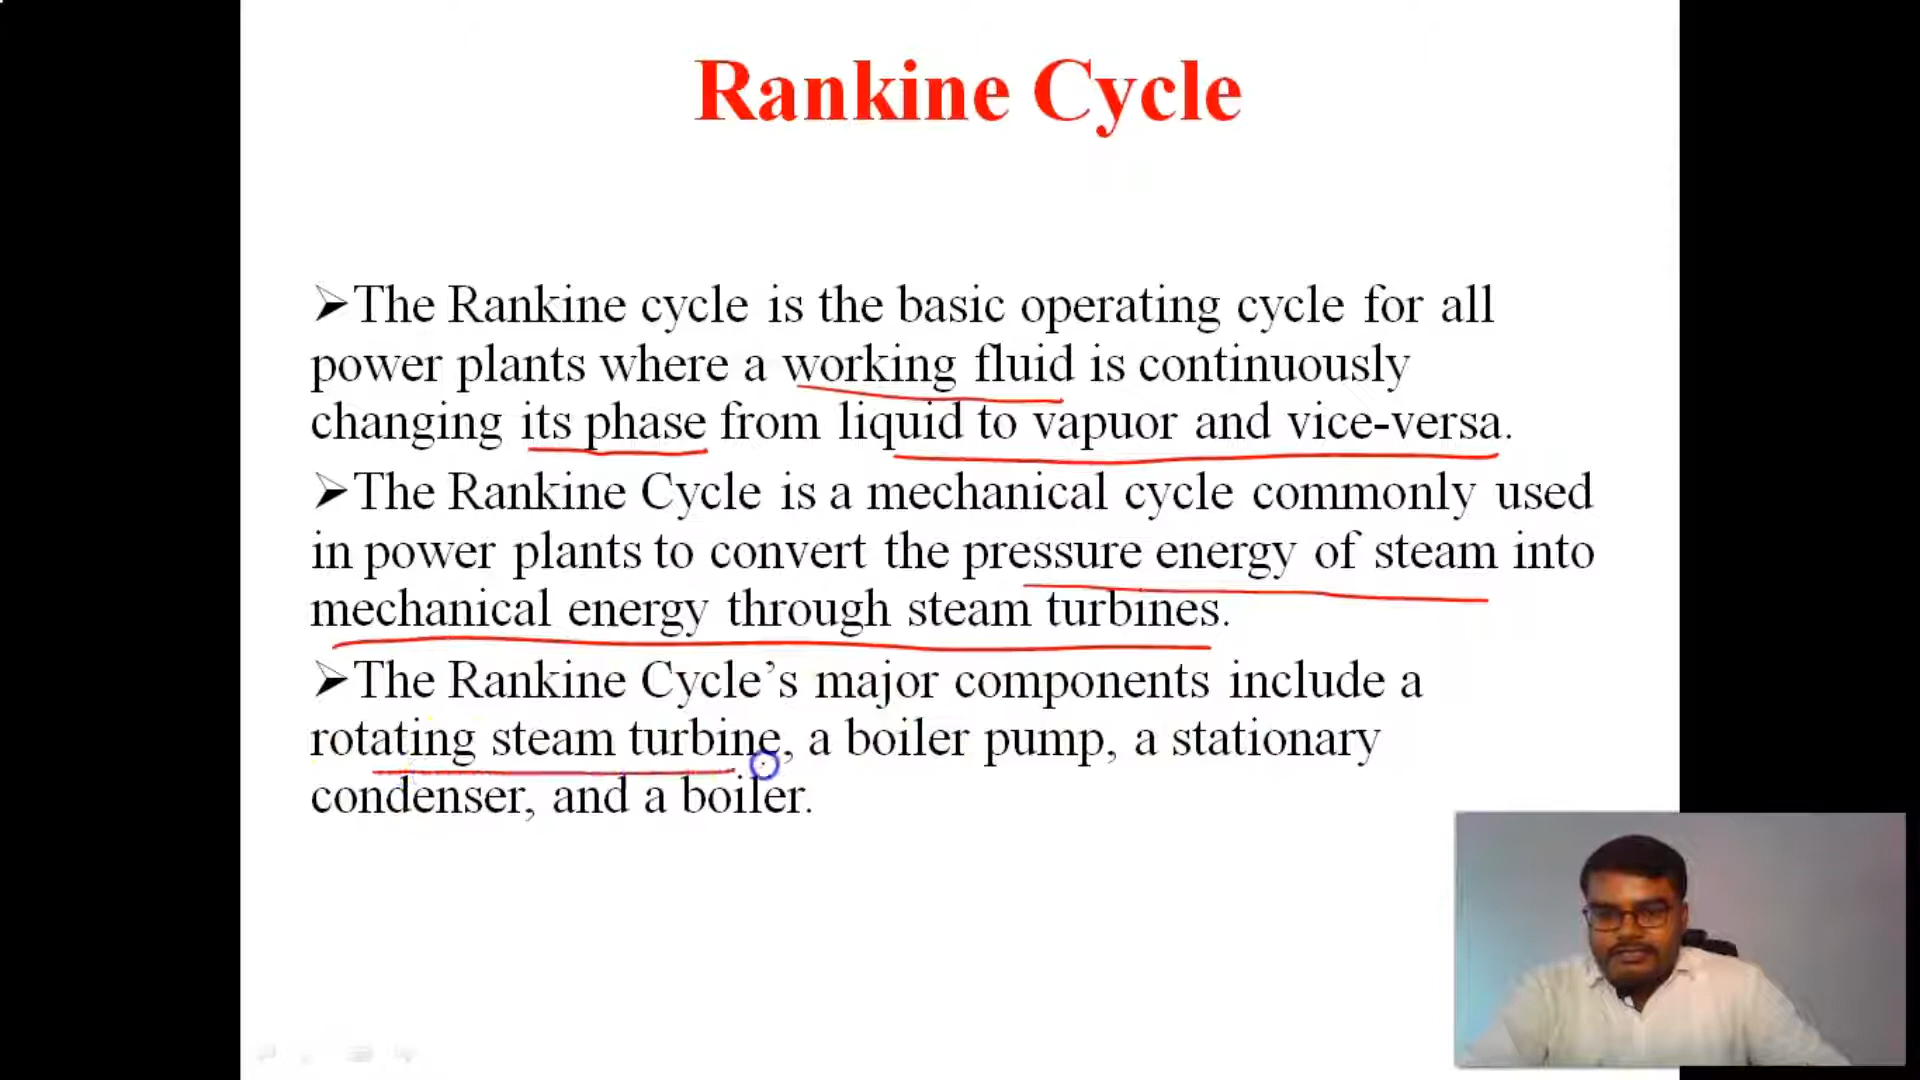 Rankine Cycle
➢The Rankine cycle is the basic operating cycle for all
power plants where a working fluid is continuously
changing its phase from liquid to vapuor and vice-versa.
➢The Rankine Cycle is a mechanical cycle commonly used
in power plants to convert the pressure energy of steam into
mechanical energy through steam turbines.
➢The Rankine Cycle’s major components include a
rotating steam turbine, a boiler pump, a stationary
condenser, and a boiler.